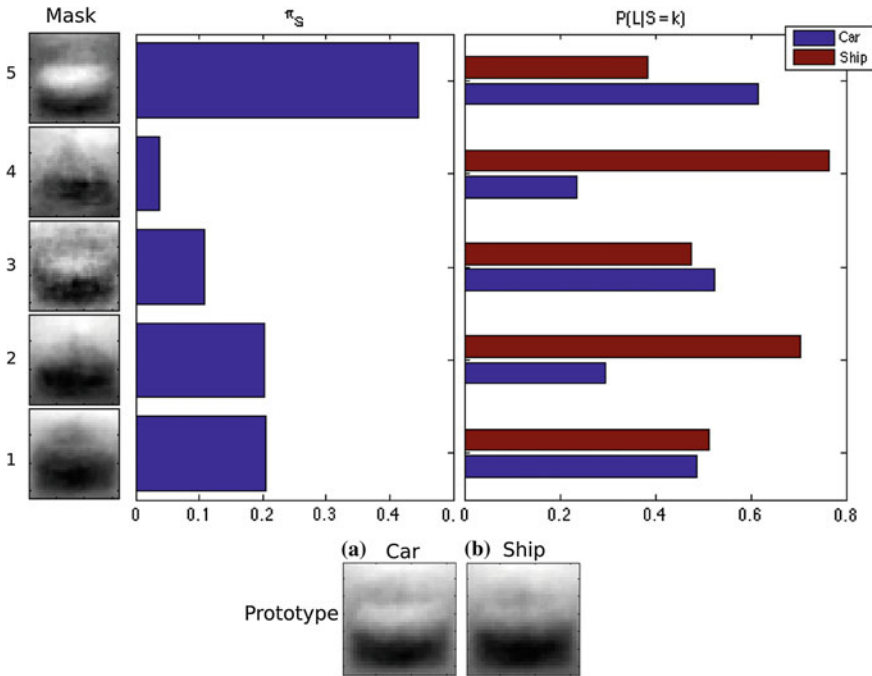 Mask
π_S
P(L|S=k)
Car
Ship
5
4
3
2
1
0 0.1 0.2 0.3 0.4 0.
0 0.2 0.4 0.6 0.8
(a) Car (b) Ship
Prototype